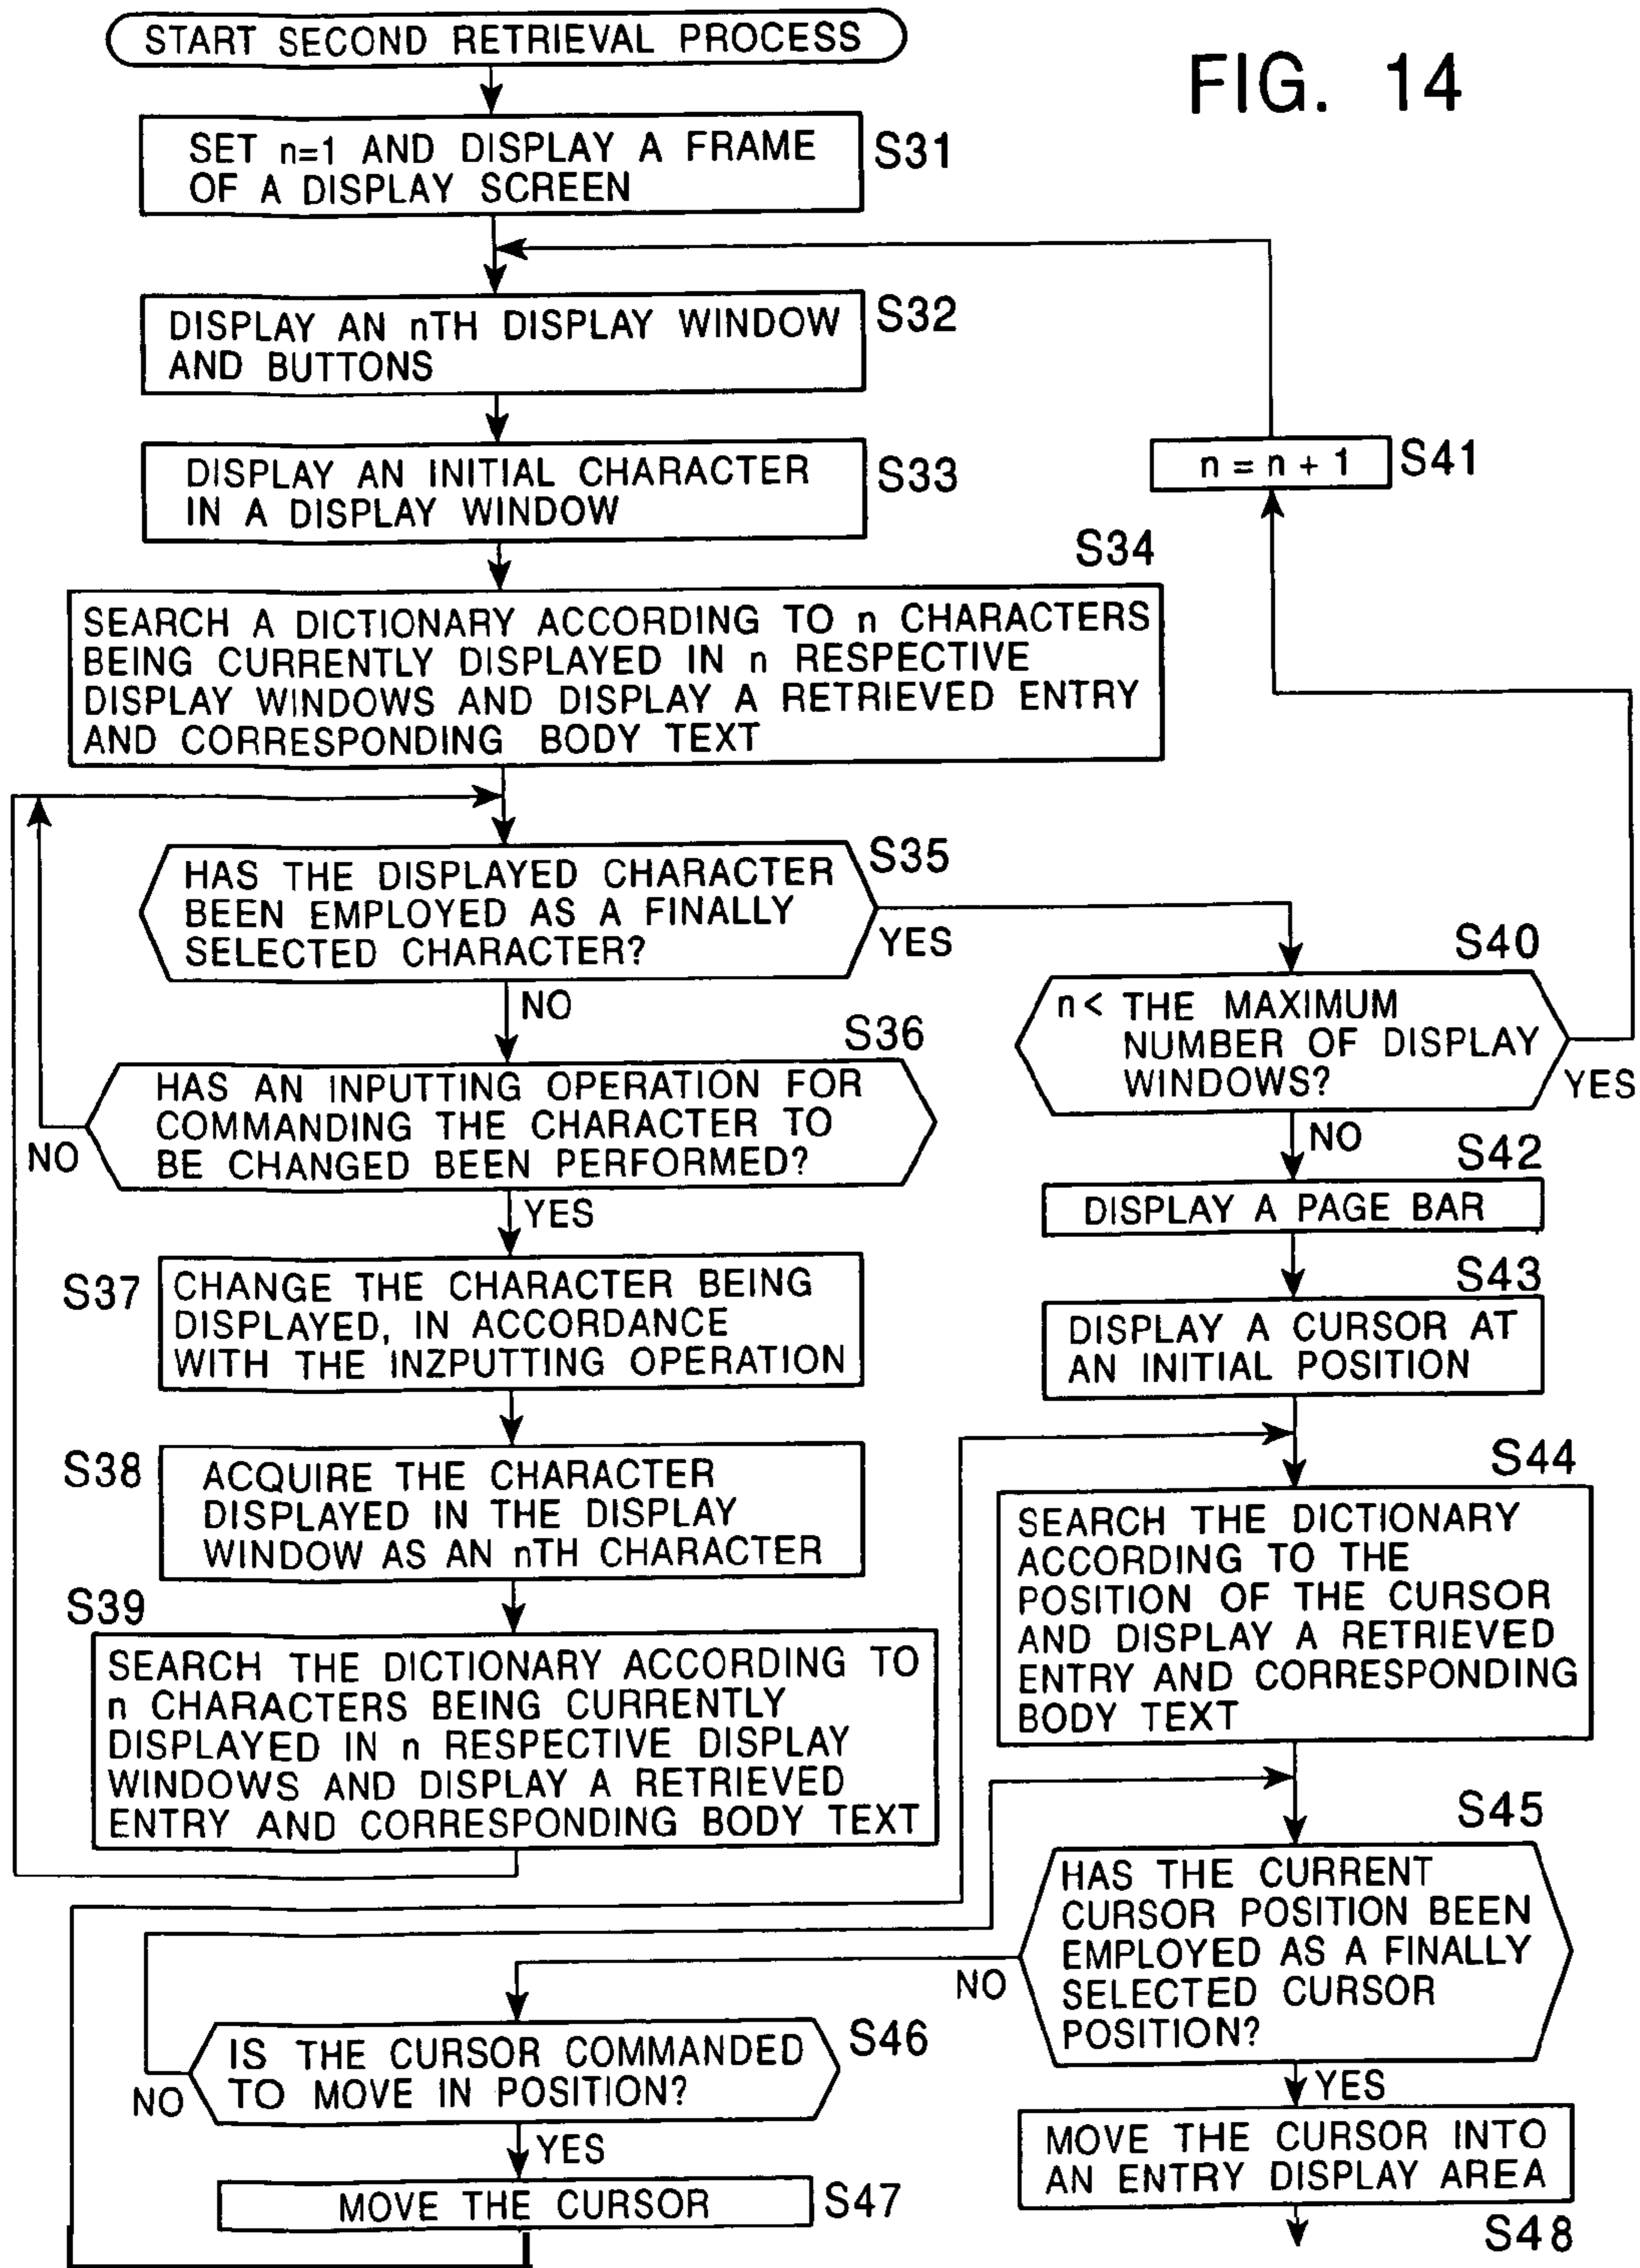 START SECOND RETRIEVAL PROCESS
FIG. 14
SET n=1 AND DISPLAY A FRAME
OF A DISPLAY SCREEN
S31
DISPLAY AN nTH DISPLAY WINDOW
AND BUTTONS
S32
DISPLAY AN INITIAL CHARACTER
IN A DISPLAY WINDOW
S33
n = n + 1
S41
S34
SEARCH A DICTIONARY ACCORDING TO n CHARACTERS
BEING CURRENTLY DISPLAYED IN n RESPECTIVE
DISPLAY WINDOWS AND DISPLAY A RETRIEVED ENTRY
AND CORRESPONDING BODY TEXT
HAS THE DISPLAYED CHARACTER
BEEN EMPLOYED AS A FINALLY
SELECTED CHARACTER?
S35
YES
NO
S36
HAS AN INPUTTING OPERATION FOR
COMMANDING THE CHARACTER TO
BE CHANGED BEEN PERFORMED?
NO
YES
S37
CHANGE THE CHARACTER BEING
DISPLAYED, IN ACCORDANCE
WITH THE INZPUTTING OPERATION
S38
ACQUIRE THE CHARACTER
DISPLAYED IN THE DISPLAY
WINDOW AS AN nTH CHARACTER
S39
SEARCH THE DICTIONARY ACCORDING TO
n CHARACTERS BEING CURRENTLY
DISPLAYED IN n RESPECTIVE DISPLAY
WINDOWS AND DISPLAY A RETRIEVED
ENTRY AND CORRESPONDING BODY TEXT
S40
n< THE MAXIMUM
NUMBER OF DISPLAY
WINDOWS?
YES
NO
S42
DISPLAY A PAGE BAR
S43
DISPLAY A CURSOR AT
AN INITIAL POSITION
S44
SEARCH THE DICTIONARY
ACCORDING TO THE
POSITION OF THE CURSOR
AND DISPLAY A RETRIEVED
ENTRY AND CORRESPONDING
BODY TEXT
S45
HAS THE CURRENT
CURSOR POSITION BEEN
EMPLOYED AS A FINALLY
SELECTED CURSOR
POSITION?
NO
YES
IS THE CURSOR COMMANDED
TO MOVE IN POSITION?
S46
NO
YES
MOVE THE CURSOR
S47
MOVE THE CURSOR INTO
AN ENTRY DISPLAY AREA
S48